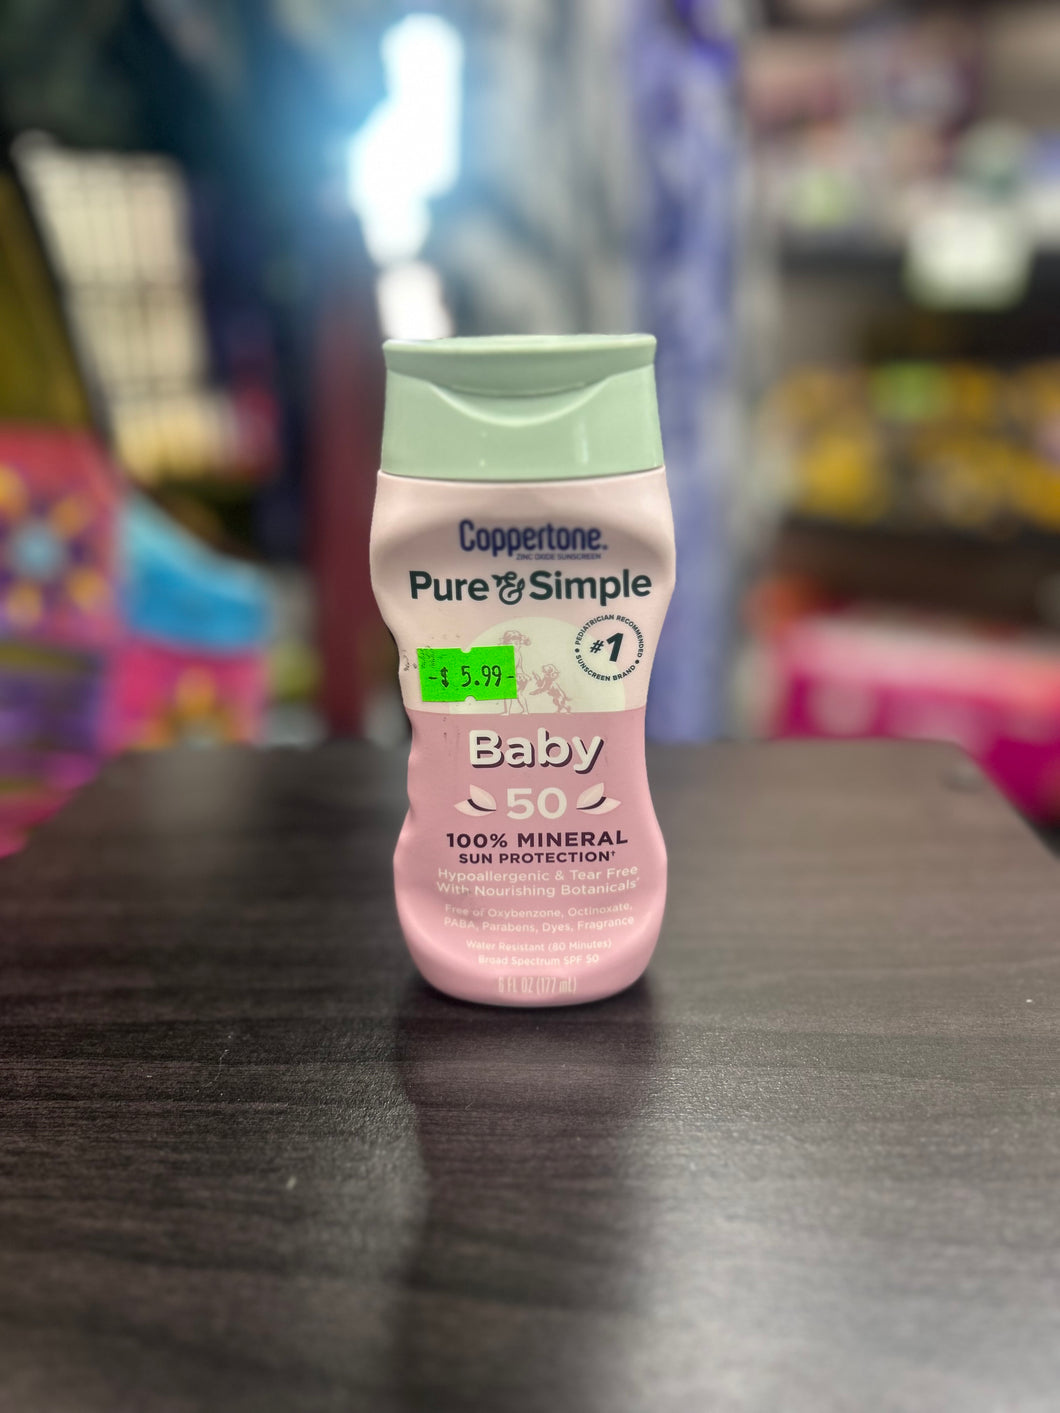 Coppertone®
ZINC OXIDE SUNSCREEN
Pure & Simple
• PEDIATRICIAN RECOMMENDED • SUNSCREEN BRAND
#1
-$ 5.99-
Baby
50
100% MINERAL
SUN PROTECTION†
Hypoallergenic & Tear Free
With Nourishing Botanicals*
Free of Oxybenzone, Octinoxate,
PABA, Parabens, Dyes, Fragrance
Water Resistant (80 Minutes)
Broad Spectrum SPF 50
6 FL OZ (177 mL)